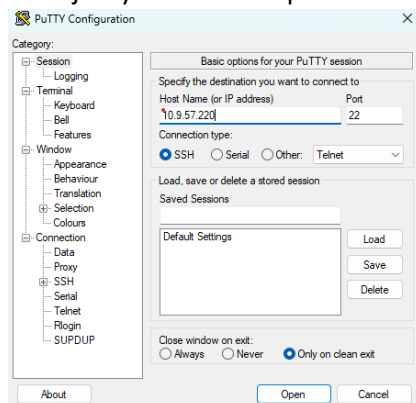 PuTTY Configuration
Category:
Session
Logging
Terminal
Keyboard
Bell
Features
Window
Appearance
Behaviour
Translation
Selection
Colours
Connection
Data
Proxy
SSH
Serial
Telnet
Rlogin
SUPDUP
Basic options for your PuTTY session
Specify the destination you want to connect to
Host Name (or IP address) Port
10.9.57.220 22
Connection type:
SSH Serial Other: Telnet
Load, save or delete a stored session
Saved Sessions
Default Settings
Load
Save
Delete
Close window on exit:
Always Never Only on clean exit
About Open Cancel